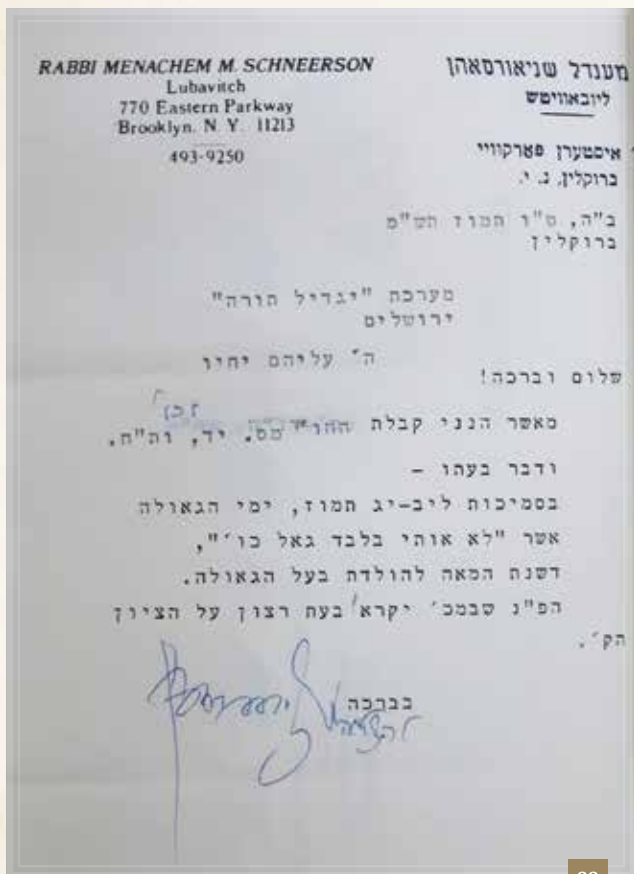 RABBI MENACHEM M. SCHNEERSON
Lubavitch
770 Eastern Parkway
Brooklyn. N. Y. 11213
493-9250
מענדל שניאורסאהן
ליובאוויטש
איסטערן פארקוויי
ברוקלין, נ. י.
ב"ה, ט"ו תמוז תש"מ
ברוקלין
מערכת "יגדיל תורה"
ירושלים
ה' עליהם יחיו
שלום וברכה!
מאשר הנני קבלת מס. יד, ות"ח.
ודבר בעתו -
בסמיכות ליב-יג תמוז, ימי הגאולה
אשר "לא אותי בלבד גאל כו'",
דשנת המאה להולדת בעל הגאולה.
הפ"נ שבמכ' יקרא בעת רצון על הציון
הק'.
בברכה